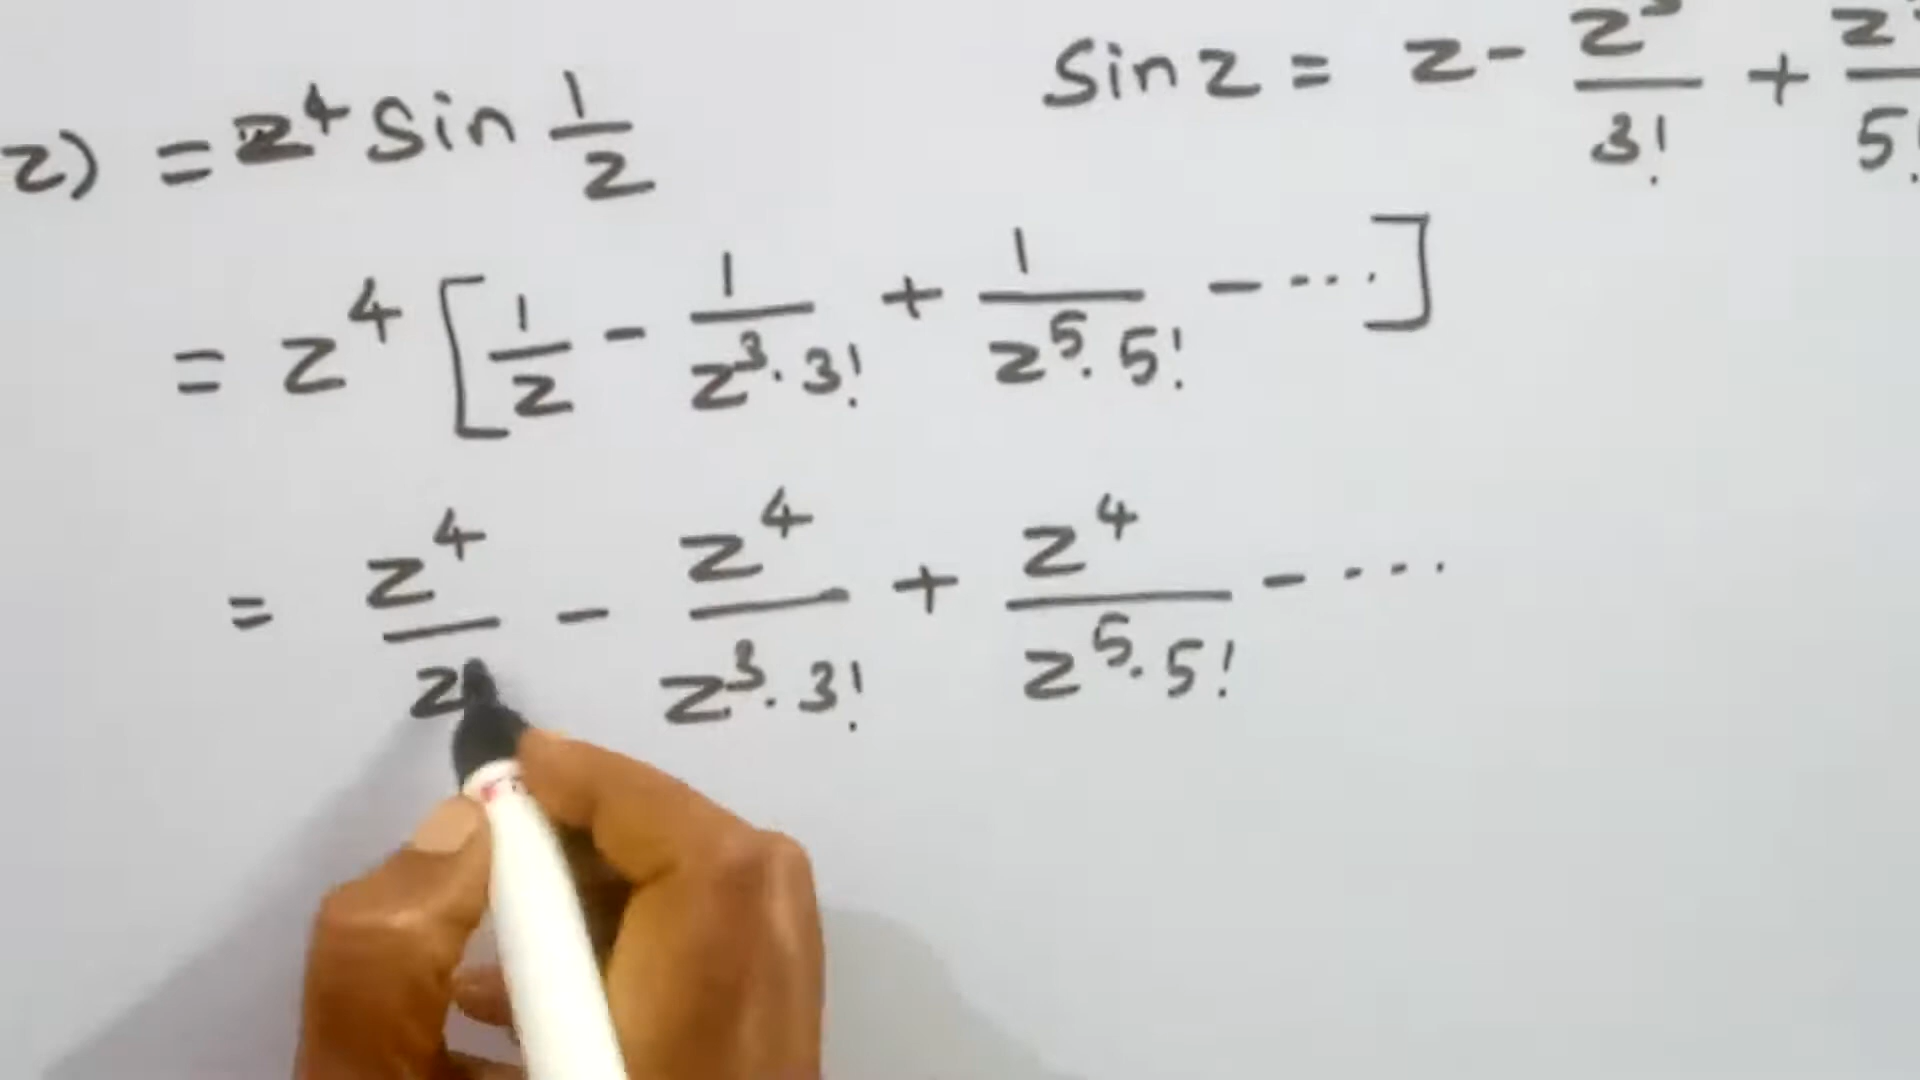 z) = z⁴ sin 1/z
sin z = z - z³/3! + z/5!
= z⁴ [1/z - 1/z³·3! + 1/z⁵·5! - ....]
= z⁴/z - z⁴/z³·3! + z⁴/z⁵·5! - ....